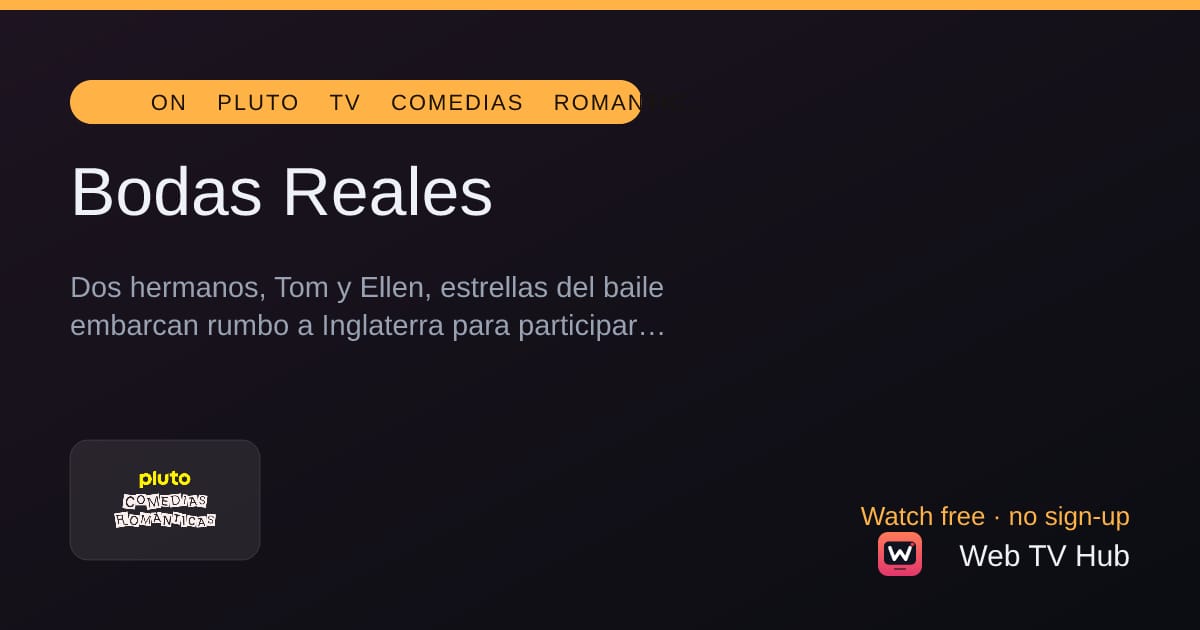 ON PLUTO TV COMEDIAS ROMAN
Bodas Reales
Dos hermanos, Tom y Ellen, estrellas del baile
embarcan rumbo a Inglaterra para participar…
pluto
COMEDIAS
ROMANTICAS
Watch free · no sign-up
W
Web TV Hub